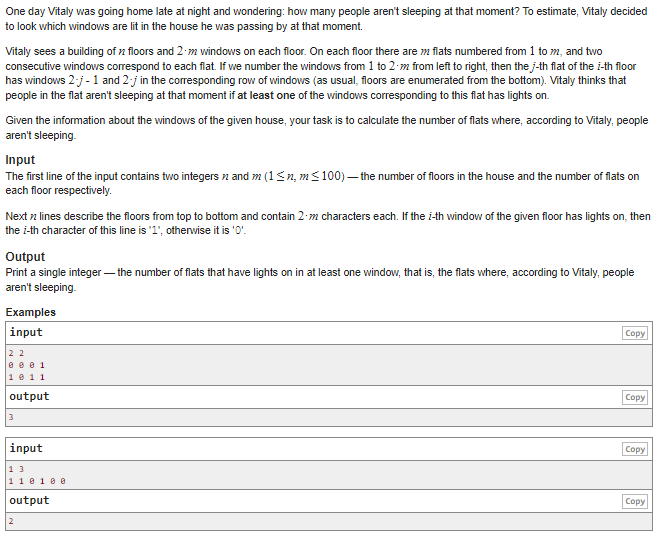 One day Vitaly was going home late at night and wondering: how many people aren't sleeping at that moment? To estimate, Vitaly decided
to look which windows are lit in the house he was passing by at that moment.
Vitaly sees a building of n floors and 2·m windows on each floor. On each floor there are m flats numbered from 1 to m, and two
consecutive windows correspond to each flat. If we number the windows from 1 to 2·m from left to right, then the j-th flat of the i-th floor
has windows 2·j - 1 and 2·j in the corresponding row of windows (as usual, floors are enumerated from the bottom). Vitaly thinks that
people in the flat aren't sleeping at that moment if at least one of the windows corresponding to this flat has lights on.
Given the information about the windows of the given house, your task is to calculate the number of flats where, according to Vitaly, people
aren't sleeping.
Input
The first line of the input contains two integers n and m (1 ≤ n, m ≤ 100) — the number of floors in the house and the number of flats on
each floor respectively.
Next n lines describe the floors from top to bottom and contain 2·m characters each. If the i-th window of the given floor has lights on, then
the i-th character of this line is '1', otherwise it is '0'.
Output
Print a single integer — the number of flats that have lights on in at least one window, that is, the flats where, according to Vitaly, people
aren't sleeping.
Examples
input Copy
2 2
0 0 0 1
1 0 1 1
output Copy
3
input Copy
1 3
1 1 0 1 0 0
output Copy
2